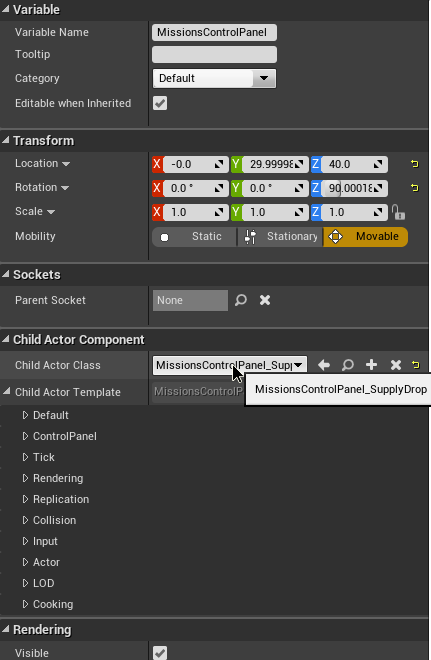 Variable
Variable Name MissionsControlPanel
Tooltip
Category Default
Editable when Inherited
Transform
Location X -0.0 Y 29.99998 Z 40.0
Rotation X 0.0 ° Y 0.0 ° Z 90.00018
Scale X 1.0 Y 1.0 Z 1.0
Mobility Static Stationary Movable
Sockets
Parent Socket None
Child Actor Component
Child Actor Class MissionsControlPanel_Supp
Child Actor Template MissionsControlP
MissionsControlPanel_SupplyDrop
Default
ControlPanel
Tick
Rendering
Replication
Collision
Input
Actor
LOD
Cooking
Rendering
Visible